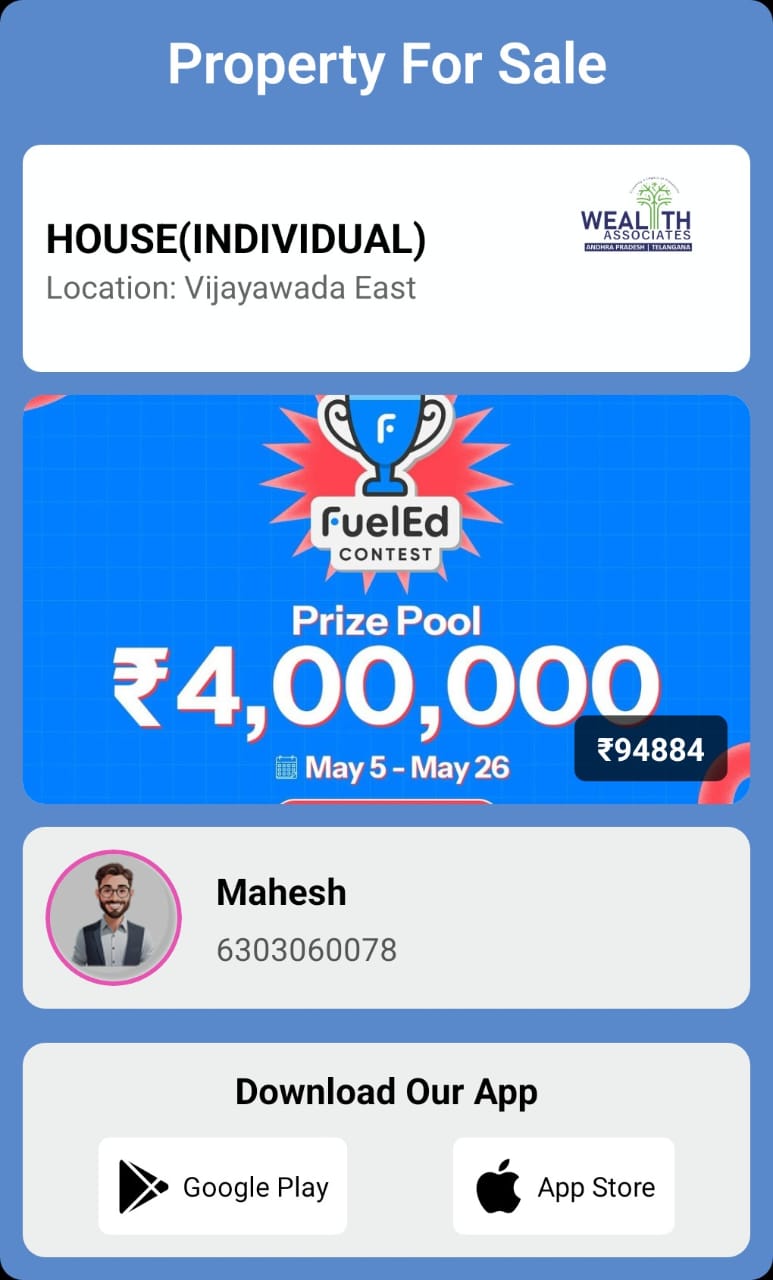 Property For Sale
HOUSE(INDIVIDUAL)
Location: Vijayawada East
WEALTH
ASSOCIATES
ANDHRA PRADESH | TELANGANA
F
FuelEd
CONTEST
Prize Pool
₹4,00,000
May 5 - May 26
₹94884
Mahesh
6303060078
Download Our App
Google Play
App Store